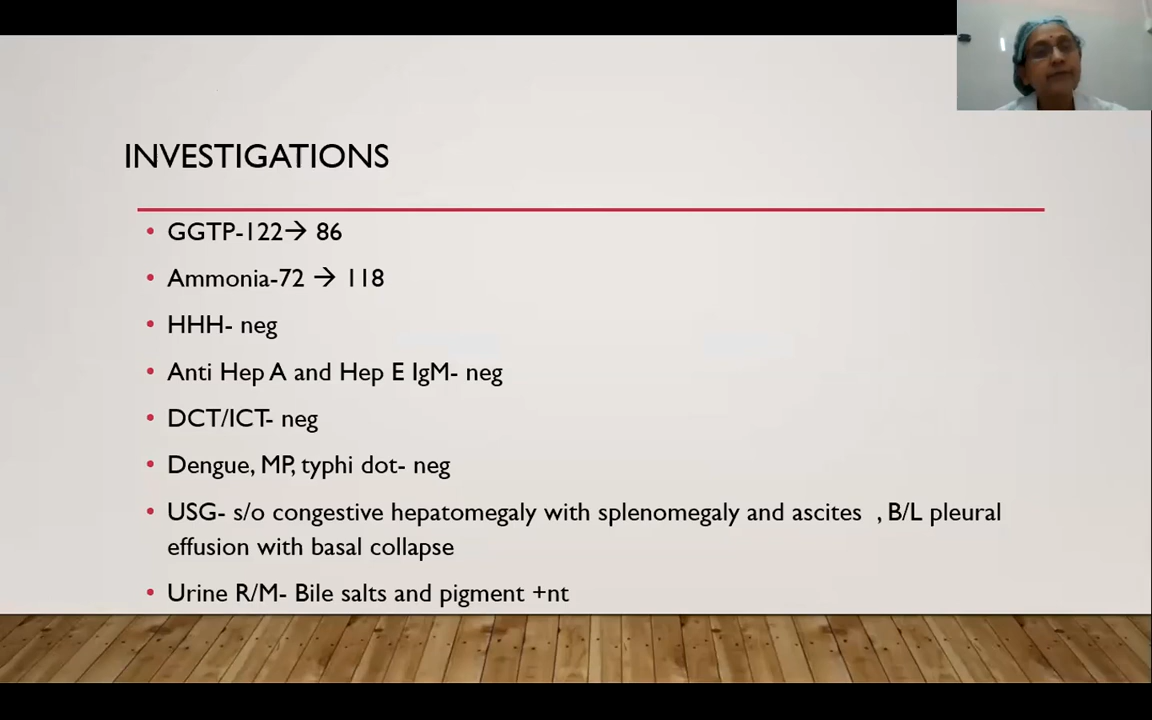 INVESTIGATIONS
• GGTP-122→ 86
• Ammonia-72 → 118
• HHH- neg
• Anti Hep A and Hep E IgM- neg
• DCT/ICT- neg
• Dengue, MP, typhi dot- neg
• USG- s/o congestive hepatomegaly with splenomegaly and ascites , B/L pleural
effusion with basal collapse
• Urine R/M- Bile salts and pigment +nt